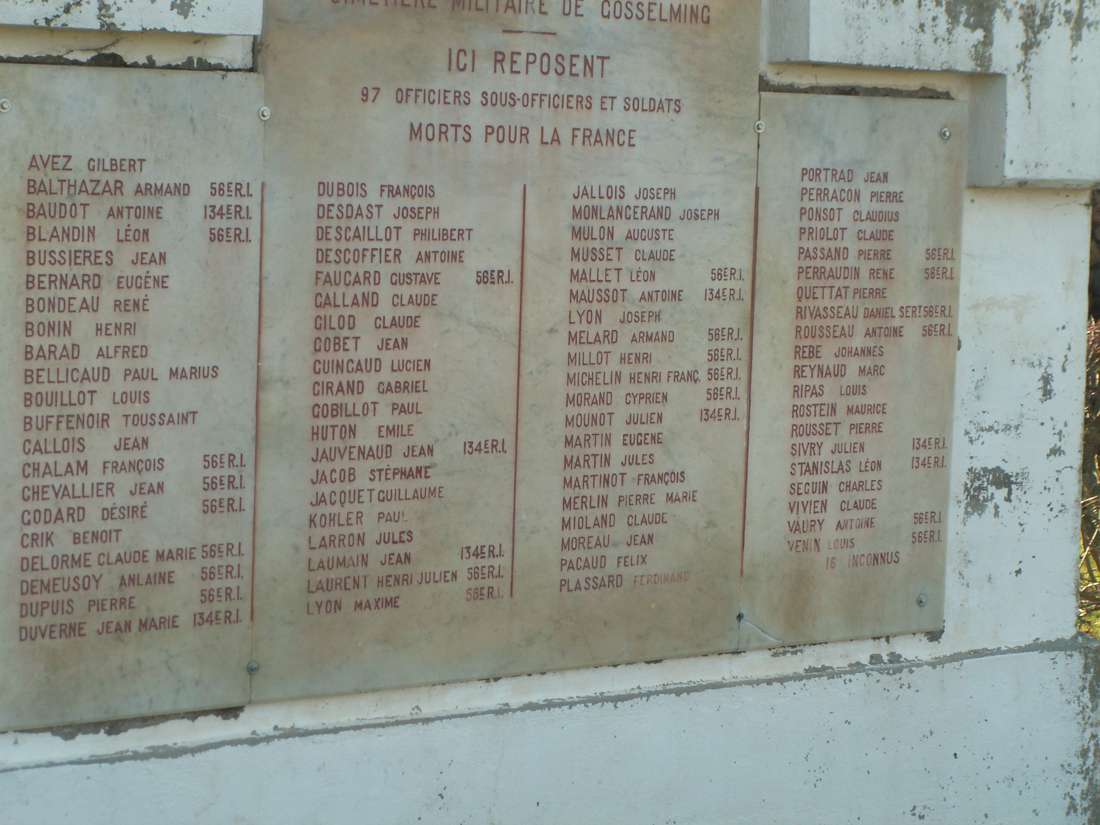 CIMETIÈRE MILITAIRE DE GOSSELMING
ICI REPOSENT
97 OFFICIERS SOUS-OFFICIERS ET SOLDATS
MORTS POUR LA FRANCE
AVEZ GILBERT
BALTHAZAR ARMAND 56E R.I.
BAUDOT ANTOINE 134E R.I.
BLANDIN LÉON 56E R.I.
BUSSIERES JEAN
BERNARD EUGÉNE
BONDEAU RENÉ
BONIN HENRI
BARAD ALFRED
BELLICAUD PAUL MARIUS
BOUILLOT LOUIS
BUFFENOIR TOUSSAINT
CALLOIS JEAN
CHALAM FRANÇOIS 56E R.I.
CHEVALLIER JEAN 56E R.I.
GODARD DÉSIRÉ 56E R.I.
CRIK BENOIT
DELORME CLAUDE MARIE 56E R.I.
DEMEUSOY ANLAINE 56E R.I.
DUPUIS PIERRE 56E R.I.
DUVERNE JEAN MARIE 134E R.I.
DUBOIS FRANÇOIS
DESDAST JOSEPH
DESCAILLOT PHILIBERT
DESCOFFIER ANTOINE
FAUCARD GUSTAVE 56E R.I.
GALLAND CLAUDE
GILOD CLAUDE
GOBET JEAN
GUINGAUD LUCIEN
GIRAND GABRIEL
GOBILLOT PAUL
HUTON EMILE
JAUVENAUD JEAN 134E R.I.
JACOB STÉPHANE
JACQUET GUILLAUME
KOHLER PAUL
LARRON JULES
LAUMAIN JEAN 134E R.I.
LAURENT HENRI JULIEN 56E R.I.
LYON MAXIME 56E R.I.
JALLOIS JOSEPH
MONLANCERAND JOSEPH
MULON AUGUSTE
MUSSET CLAUDE
MALLET LÉON 56E R.I.
MAUSSOT ANTOINE 134E R.I.
LYON JOSEPH
MELARD ARMAND 56E R.I.
MILLOT HENRI 56E R.I.
MICHELIN HENRI FRANÇ. 56E R.I.
MORAND CYPRIEN 56E R.I.
MOUNOT JULIEN 134E R.I.
MARTIN EUGENE
MARTIN JULES
MARTINOT FRANÇOIS
MERLIN PIERRE MARIE
MIOLAND CLAUDE
MOREAU JEAN
PACAUD FELIX
PLASSARD FERDINAND
PORTRAD JEAN
PERRACON PIERRE
PONSOT CLAUDIUS
PRIOLOT CLAUDE
PASSAND PIERRE 56E R.I.
PERRAUDIN RENE 56E R.I.
QUETTAT PIERRE
RIVASSEAU DANIEL SERT 56E R.I.
ROUSSEAU ANTOINE 56E R.I.
REBE JOHANNES
REYNAUD MARC
RIPAS LOUIS
ROSTEIN MAURICE
ROUSSET PIERRE
SIVRY JULIEN 134E R.I.
STANISLAS LÉON 134E R.I.
SEGUIN CHARLES
VIVIEN CLAUDE
VAURY ANTOINE 56E R.I.
VENIN LOUIS 56E R.I.
16 INCONNUS